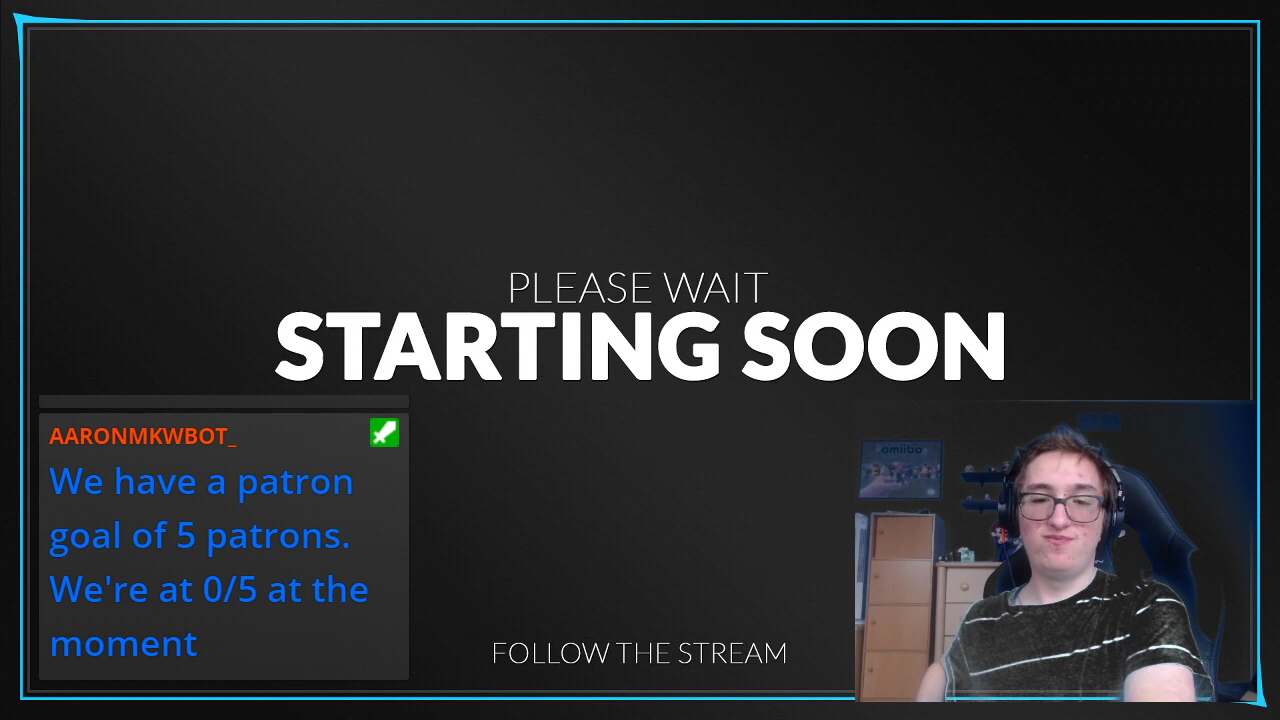 PLEASE WAIT
STARTING SOON
AARONMKWBOT_
We have a patron
goal of 5 patrons.
We're at 0/5 at the
moment
amiibo
FOLLOW THE STREAM